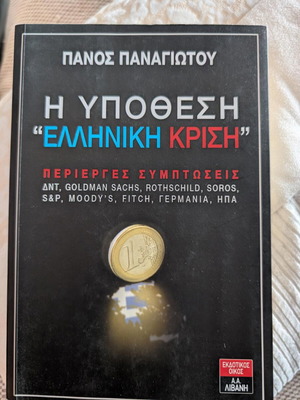 ΠΑΝΟΣ ΠΑΝΑΓΙΩΤΟΥ
Η ΥΠΟΘΕΣΗ
“ΕΛΛΗΝΙΚΗ ΚΡΙΣΗ”
ΠΕΡΙΕΡΓΕΣ ΣΥΜΠΤΩΣΕΙΣ
ΔΝΤ, GOLDMAN SACHS, ROTHSCHILD, SOROS,
S&P, MOODY'S, FITCH, ΓΕΡΜΑΝΙΑ, ΗΠΑ
1
ΕΚΔΟΤΙΚΟΣ
ΟΙΚΟΣ
Α.Α.
ΛΙΒΑΝΗ